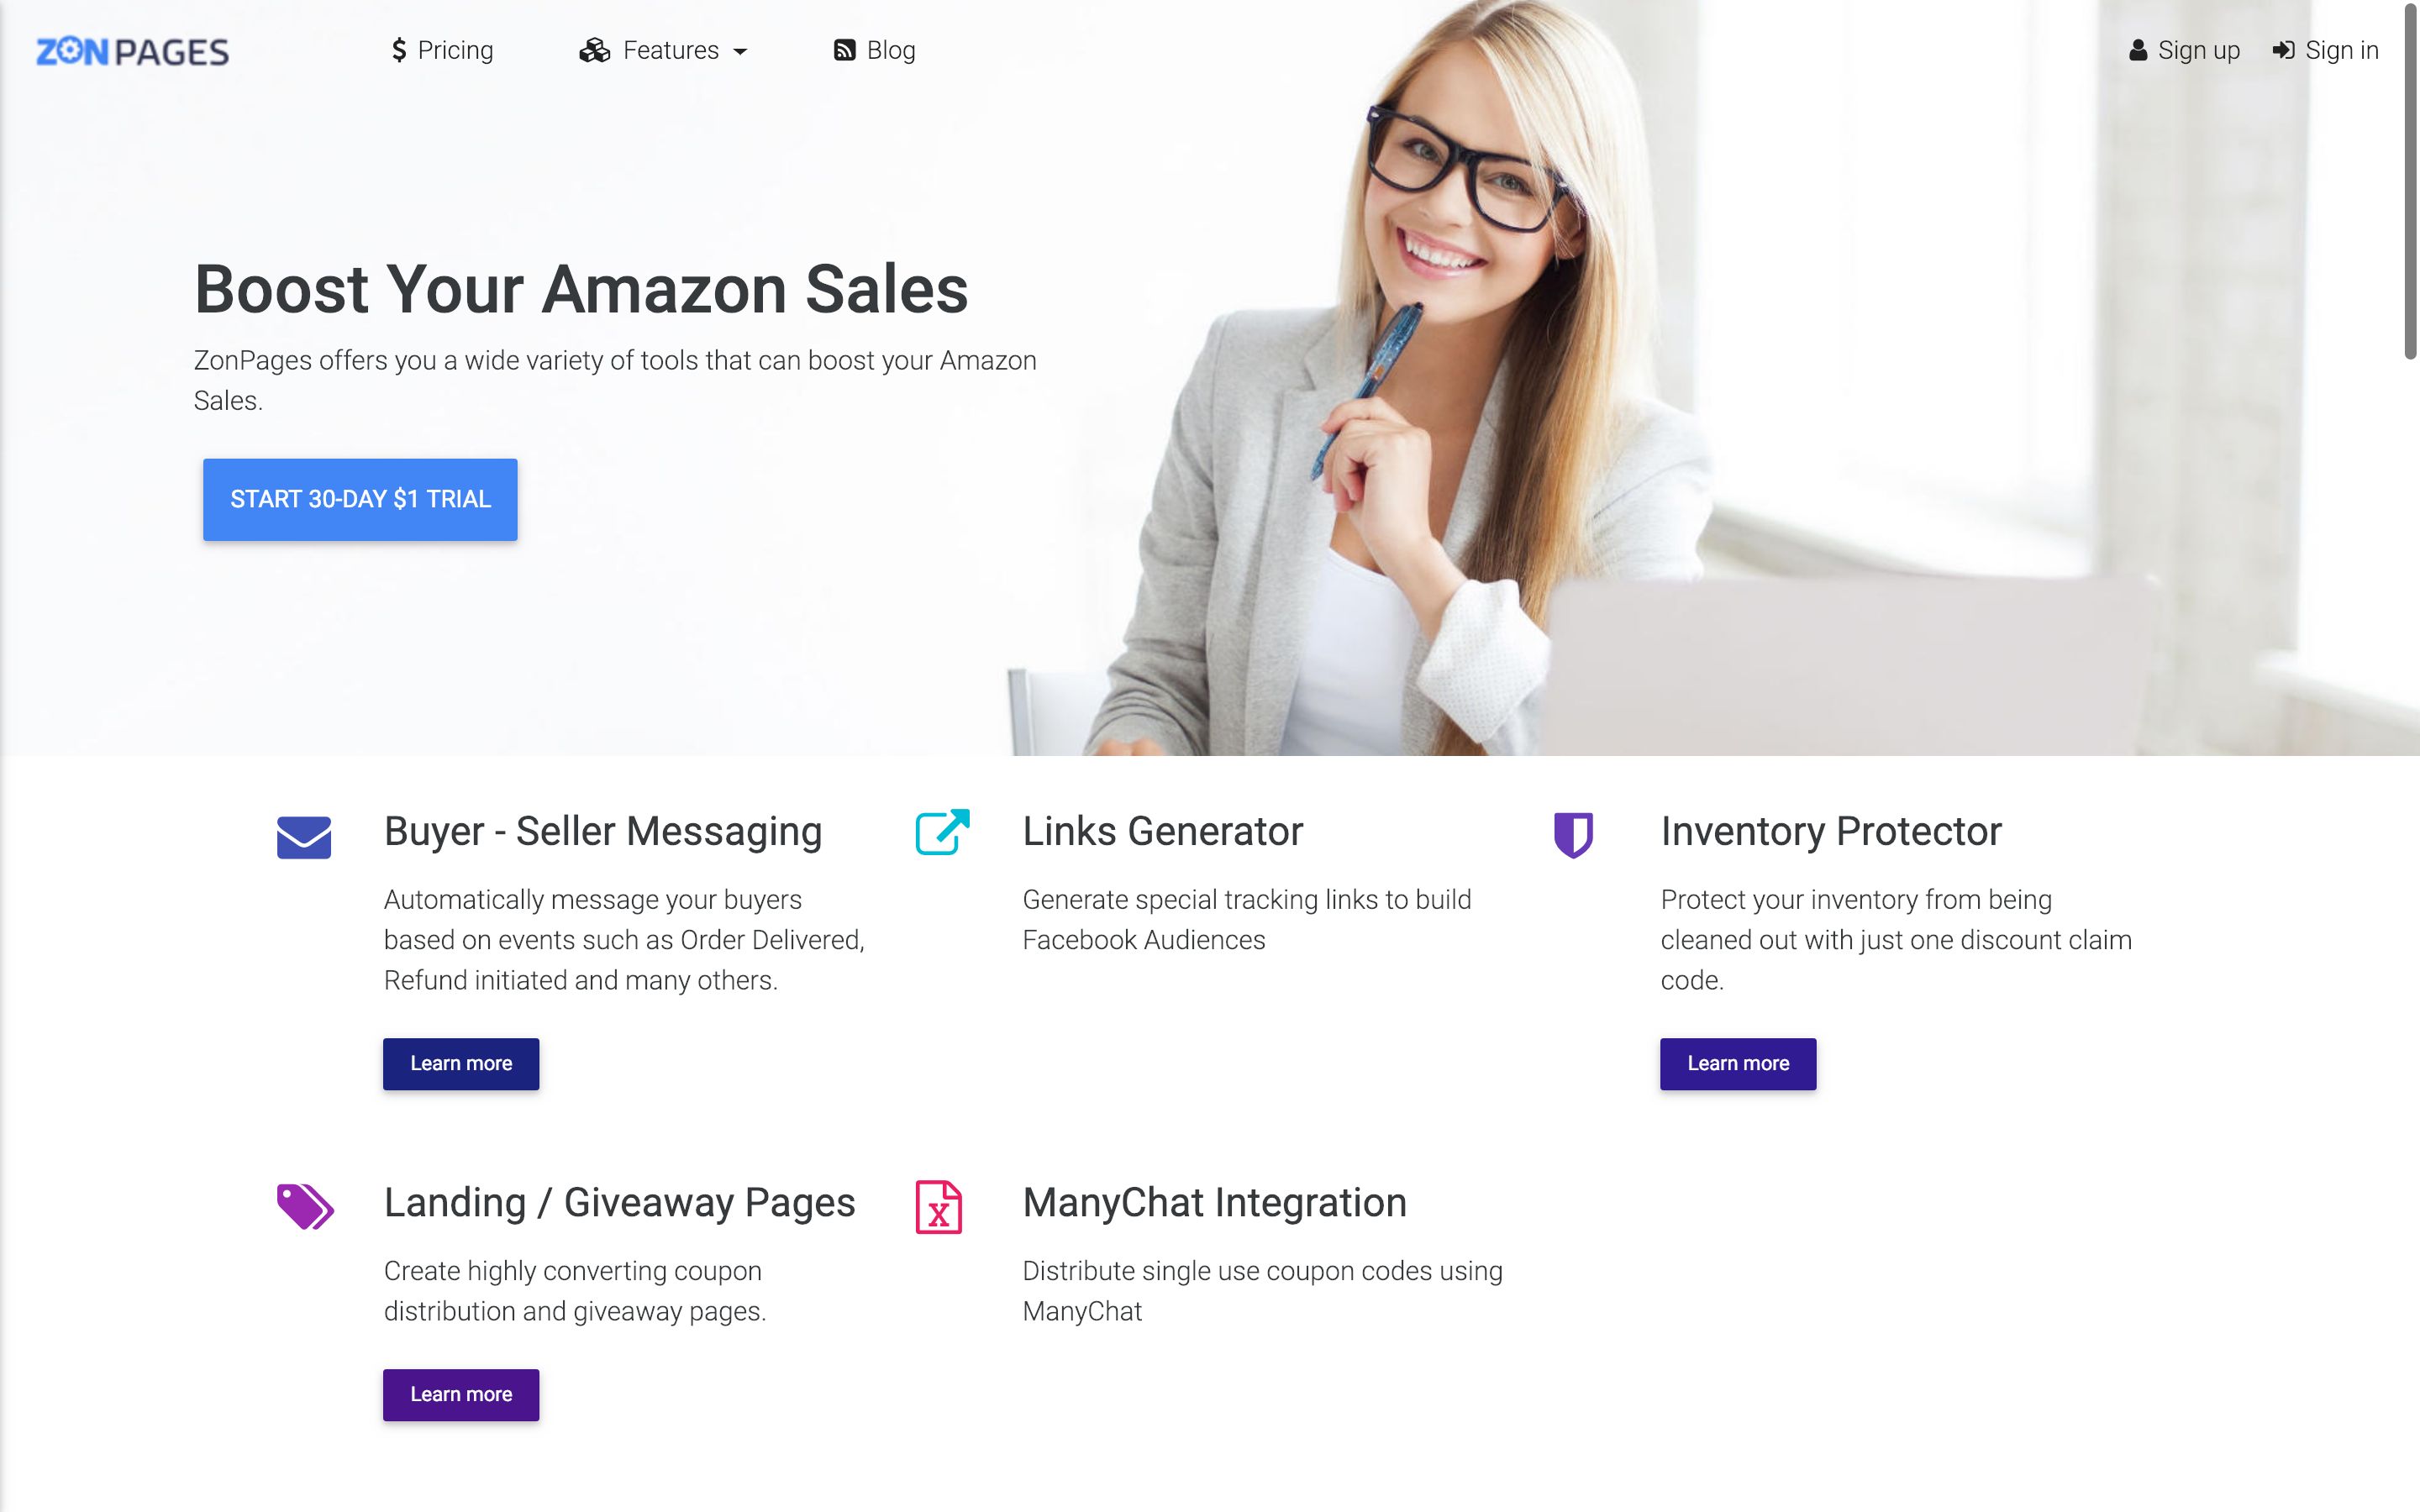 ZONPAGES
Pricing
Features
Blog
Sign up
Sign in
Boost Your Amazon Sales
ZonPages offers you a wide variety of tools that can boost your Amazon
Sales.
START 30-DAY $1 TRIAL
Buyer - Seller Messaging
Automatically message your buyers
based on events such as Order Delivered,
Refund initiated and many others.
Learn more
Links Generator
Generate special tracking links to build
Facebook Audiences
Inventory Protector
Protect your inventory from being
cleaned out with just one discount claim
code.
Learn more
Landing / Giveaway Pages
Create highly converting coupon
distribution and giveaway pages.
Learn more
ManyChat Integration
Distribute single use coupon codes using
ManyChat